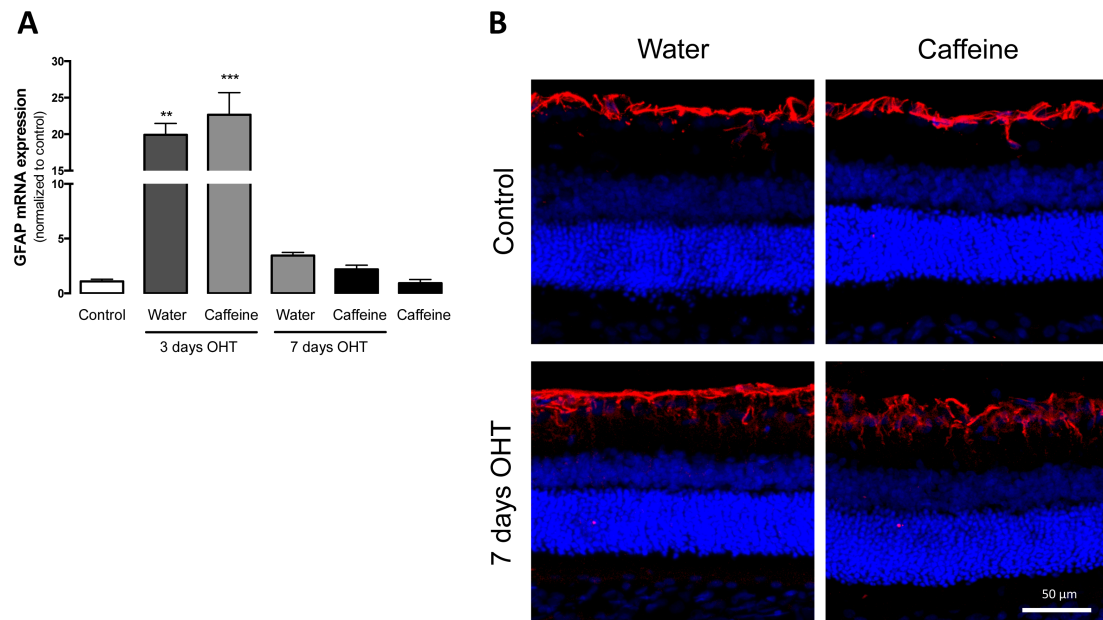 A
GFAP mRNA expression
(normalized to control)
30
25
20
15
10
5
0
**
***
Control
Water
Caffeine
Water
Caffeine
Caffeine
3 days OHT
7 days OHT
B
Water
Caffeine
Control
7 days OHT
50 µm